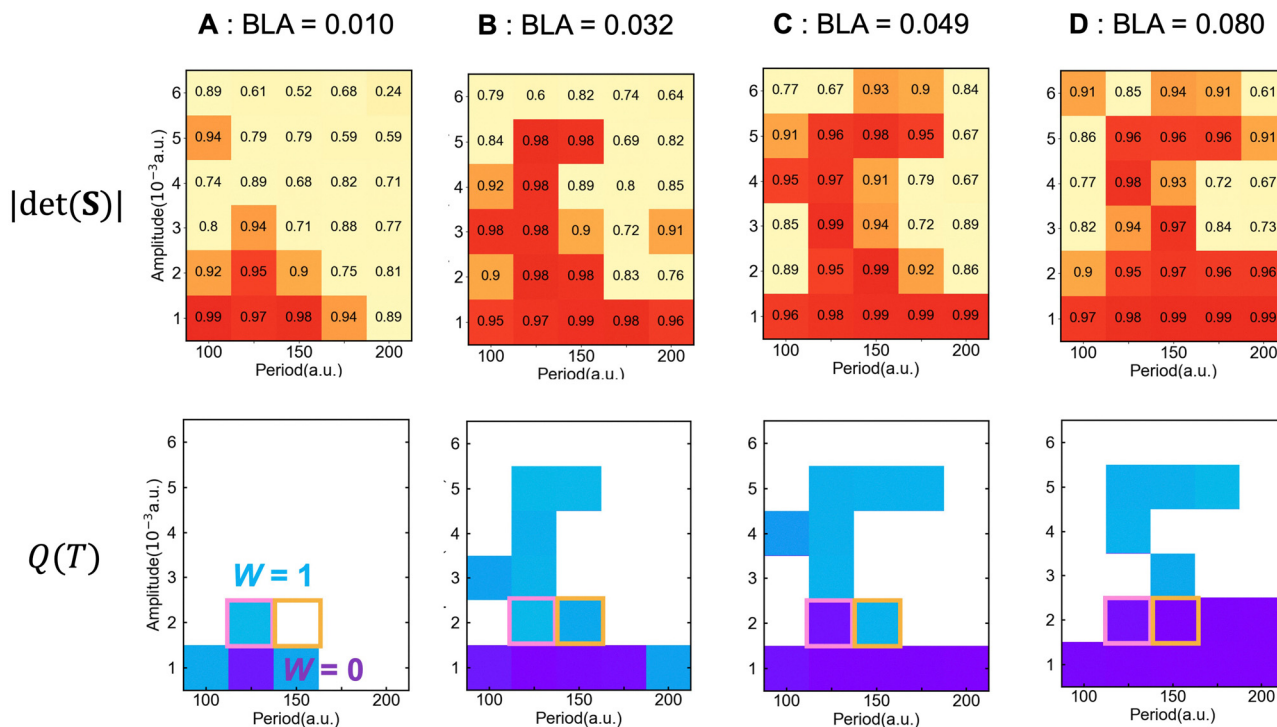 A : BLA = 0.010
B : BLA = 0.032
C : BLA = 0.049
D : BLA = 0.080
|det(S)|
Amplitude(10⁻³a.u.)
6 0.89 0.61 0.52 0.68 0.24
5 0.94 0.79 0.79 0.59 0.59
4 0.74 0.89 0.68 0.82 0.71
3 0.8 0.94 0.71 0.88 0.77
2 0.92 0.95 0.9 0.75 0.81
1 0.99 0.97 0.98 0.94 0.89
100 150 200
Period(a.u.)
6 0.79 0.6 0.82 0.74 0.64
5 0.84 0.98 0.98 0.69 0.82
4 0.92 0.98 0.89 0.8 0.85
3 0.98 0.98 0.9 0.72 0.91
2 0.9 0.98 0.98 0.83 0.76
1 0.95 0.97 0.99 0.98 0.96
100 150 200
Period(a.u.)
6 0.77 0.67 0.93 0.9 0.84
5 0.91 0.96 0.98 0.95 0.67
4 0.95 0.97 0.91 0.79 0.67
3 0.85 0.99 0.94 0.72 0.89
2 0.89 0.95 0.99 0.92 0.86
1 0.96 0.98 0.99 0.99 0.99
100 150 200
Period(a.u.)
6 0.91 0.85 0.94 0.91 0.61
5 0.86 0.96 0.96 0.96 0.91
4 0.77 0.98 0.93 0.72 0.67
3 0.82 0.94 0.97 0.84 0.73
2 0.9 0.95 0.97 0.96 0.96
1 0.97 0.98 0.99 0.99 0.99
100 150 200
Period(a.u.)
Q(T)
Amplitude(10⁻³a.u.)
6
5
4
3
2
1
W = 1
W = 0
100 150 200
Period(a.u.)
6
5
4
3
2
1
100 150 200
Period(a.u.)
6
5
4
3
2
1
100 150 200
Period(a.u.)
6
5
4
3
2
1
100 150 200
Period(a.u.)